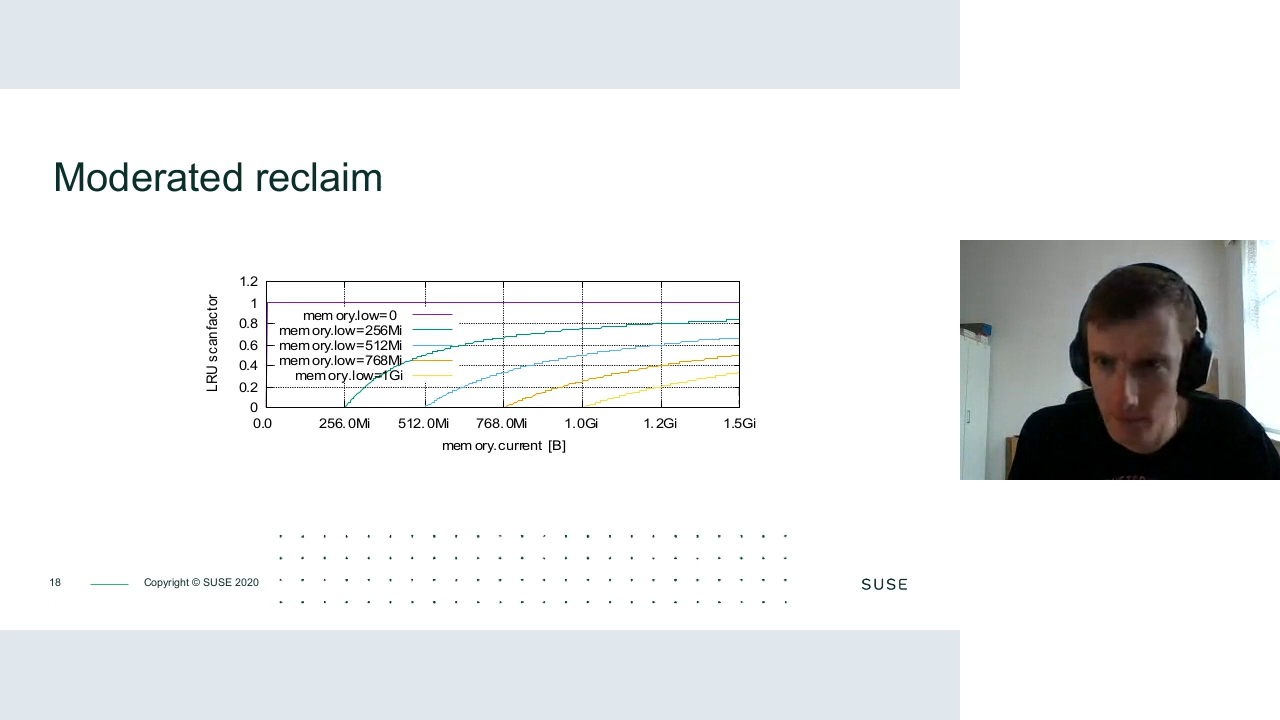 Moderated reclaim
1.2
1
0.8
0.6
0.4
0.2
0
LRU scanfactor
memory.low=0
memory.low=256Mi
memory.low=512Mi
memory.low=768Mi
memory.low=1Gi
0.0 256.0Mi 512.0Mi 768.0Mi 1.0Gi 1.2Gi 1.5Gi
memory.current [B]
18 Copyright © SUSE 2020 SUSE